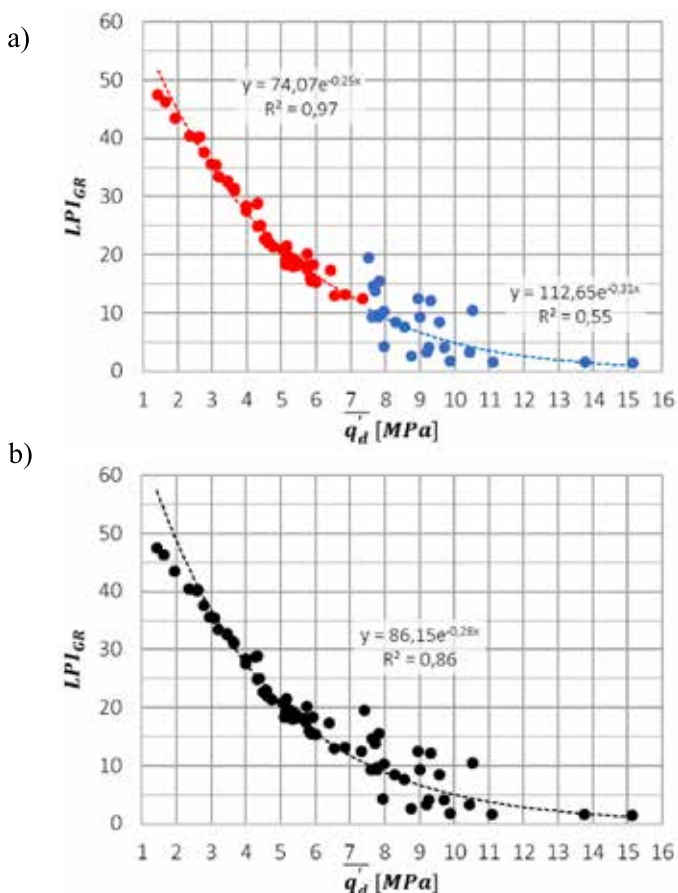 a)
60
50
40
30
20
10
0
LPI_GR
y = 74,07e^-0,25x
R² = 0,97
y = 112,65e^-0,31x
R² = 0,55
1 2 3 4 5 6 7 8 9 10 11 12 13 14 15 16
q'd [MPa]
b)
60
50
40
30
20
10
0
LPI_GR
y = 86,15e^-0,28x
R² = 0,86
1 2 3 4 5 6 7 8 9 10 11 12 13 14 15 16
q'd [MPa]